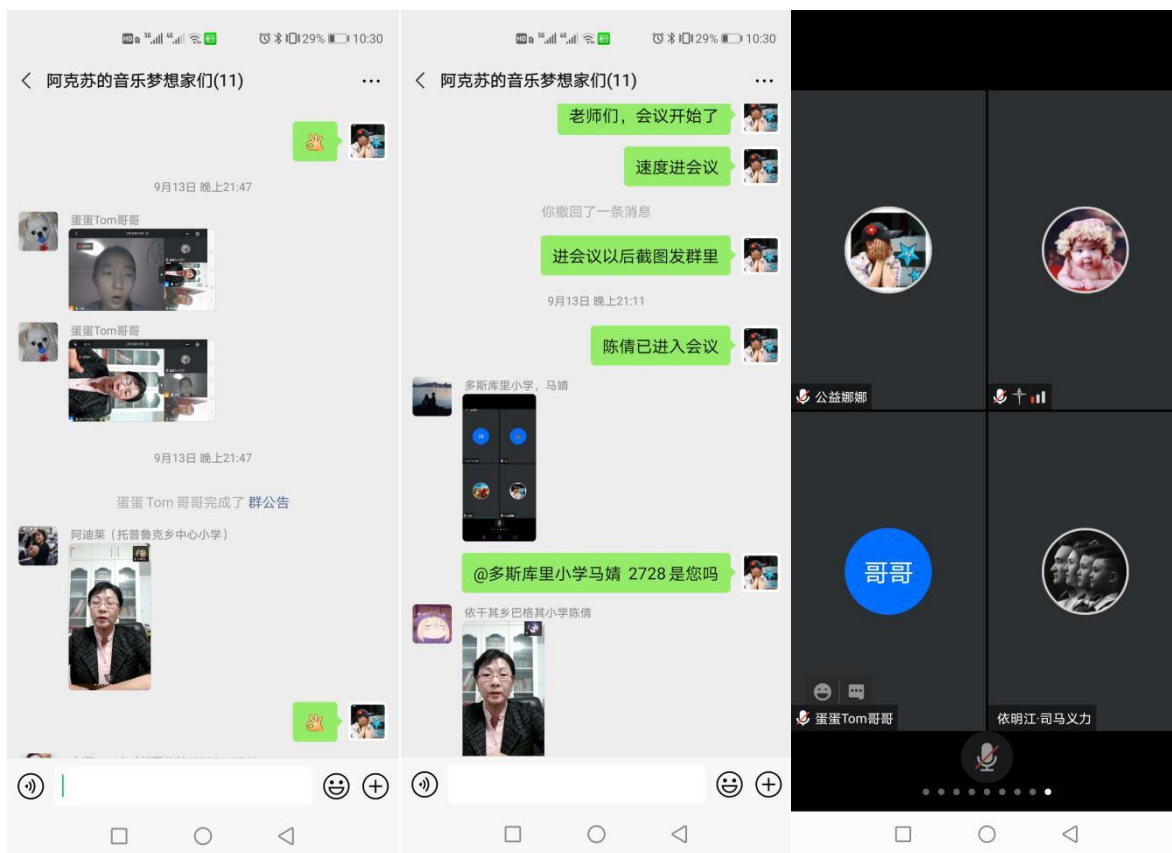 29% 10:30
阿克苏的音乐梦想家们(11)
9月13日 晚上21:47
蛋蛋Tom哥哥
蛋蛋Tom哥哥
9月13日 晚上21:47
蛋蛋Tom哥哥完成了 群公告
阿迪莱（托普鲁克乡中心小学）
29% 10:30
阿克苏的音乐梦想家们(11)
老师们，会议开始了
速度进会议
你撤回了一条消息
进会议以后截图发群里
9月13日 晚上21:11
陈倩已进入会议
多斯库里小学，马婧
@多斯库里小学马婧 2728是您吗
依干其乡巴格其小学陈倩
公益娜娜
哥哥
蛋蛋Tom哥哥
依明江·司马义力